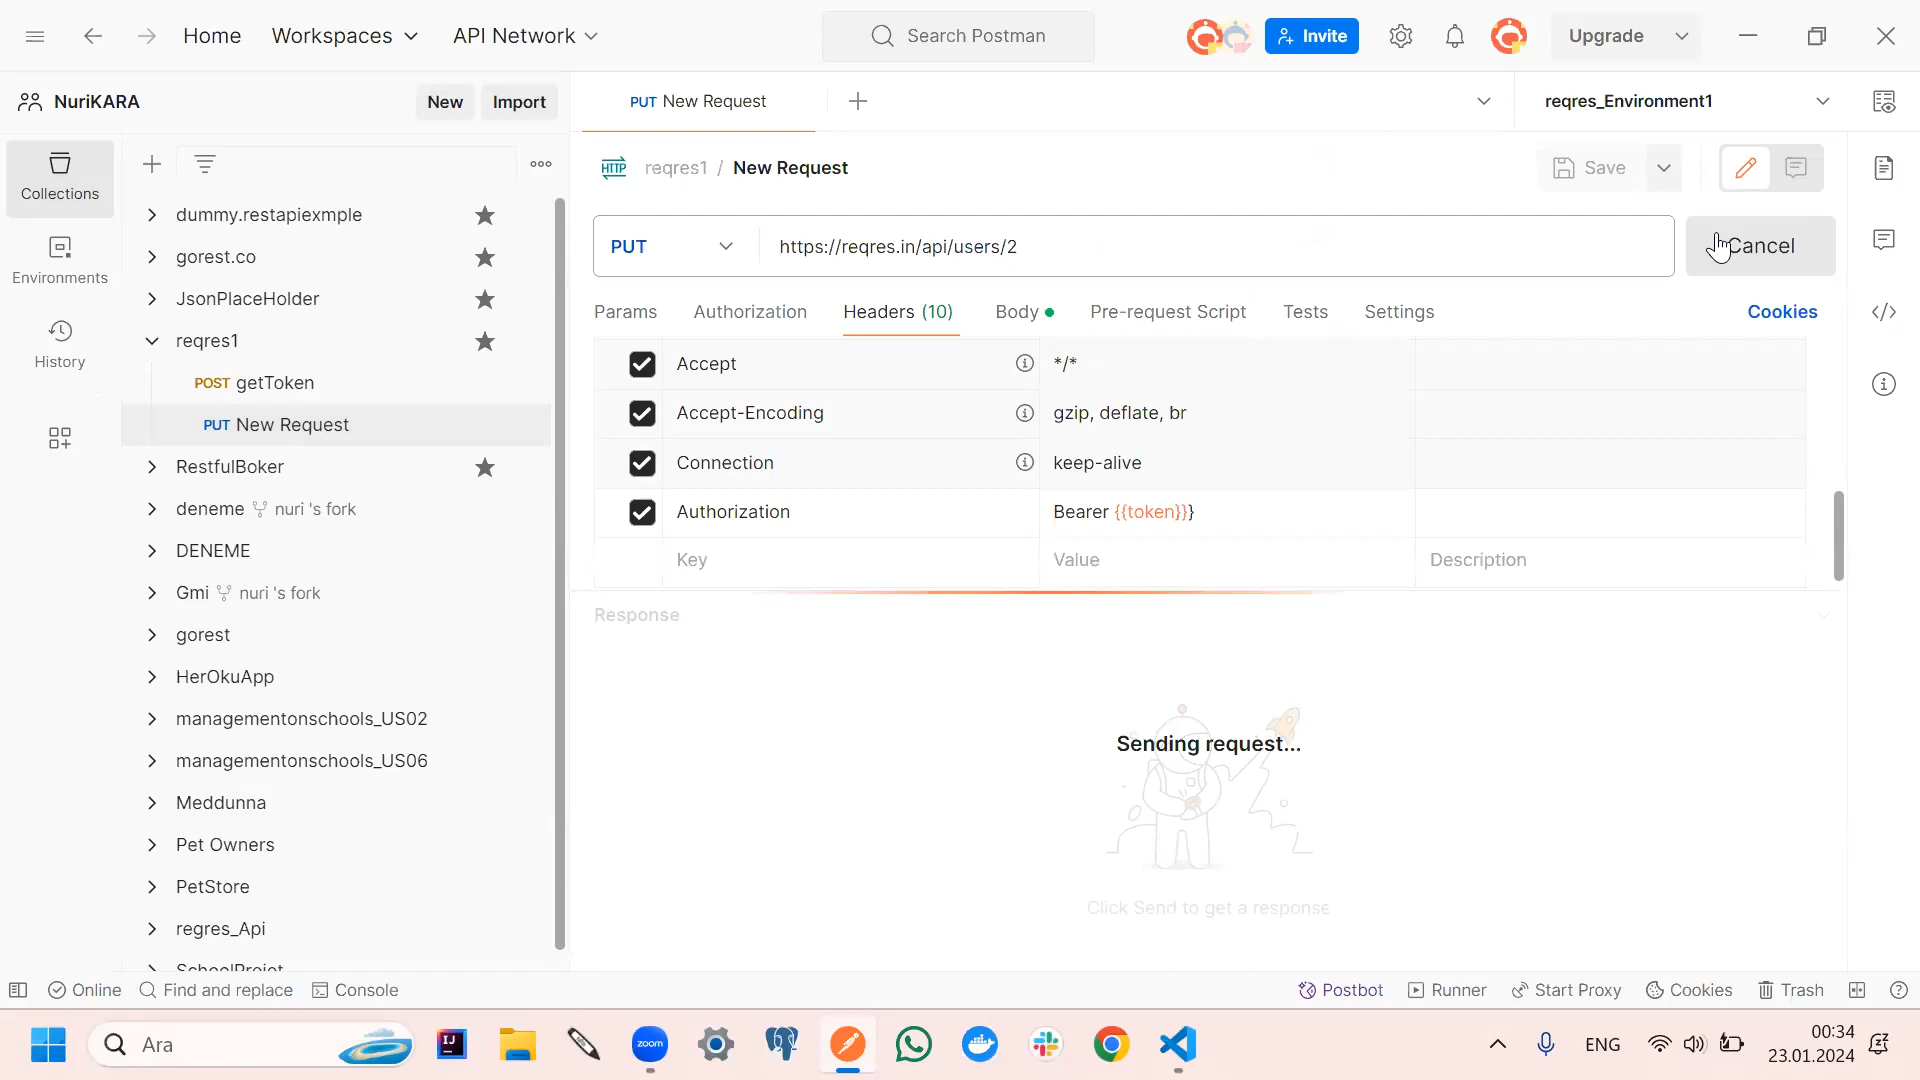 Home
Workspaces
API Network
Search Postman
Invite
Upgrade
NuriKARA
New
Import
PUT New Request
reqres_Environment1
Collections
Environments
History
dummy.restapiexmple
gorest.co
JsonPlaceHolder
reqres1
POST getToken
PUT New Request
RestfulBoker
deneme nuri 's fork
DENEME
Gmi nuri 's fork
gorest
HerOkuApp
managementonschools_US02
managementonschools_US06
Meddunna
Pet Owners
PetStore
regres_Api
SchoolProjet
HTTP reqres1 / New Request
Save
PUT
https://reqres.in/api/users/2
Cancel
Params
Authorization
Headers (10)
Body
Pre-request Script
Tests
Settings
Cookies
Accept
*/*
Accept-Encoding
gzip, deflate, br
Connection
keep-alive
Authorization
Bearer {{token}}}
Key
Value
Description
Response
Sending request...
Click Send to get a response
Online
Find and replace
Console
Postbot
Runner
Start Proxy
Cookies
Trash
Ara
IJ
zoom
ENG
00:34
23.01.2024